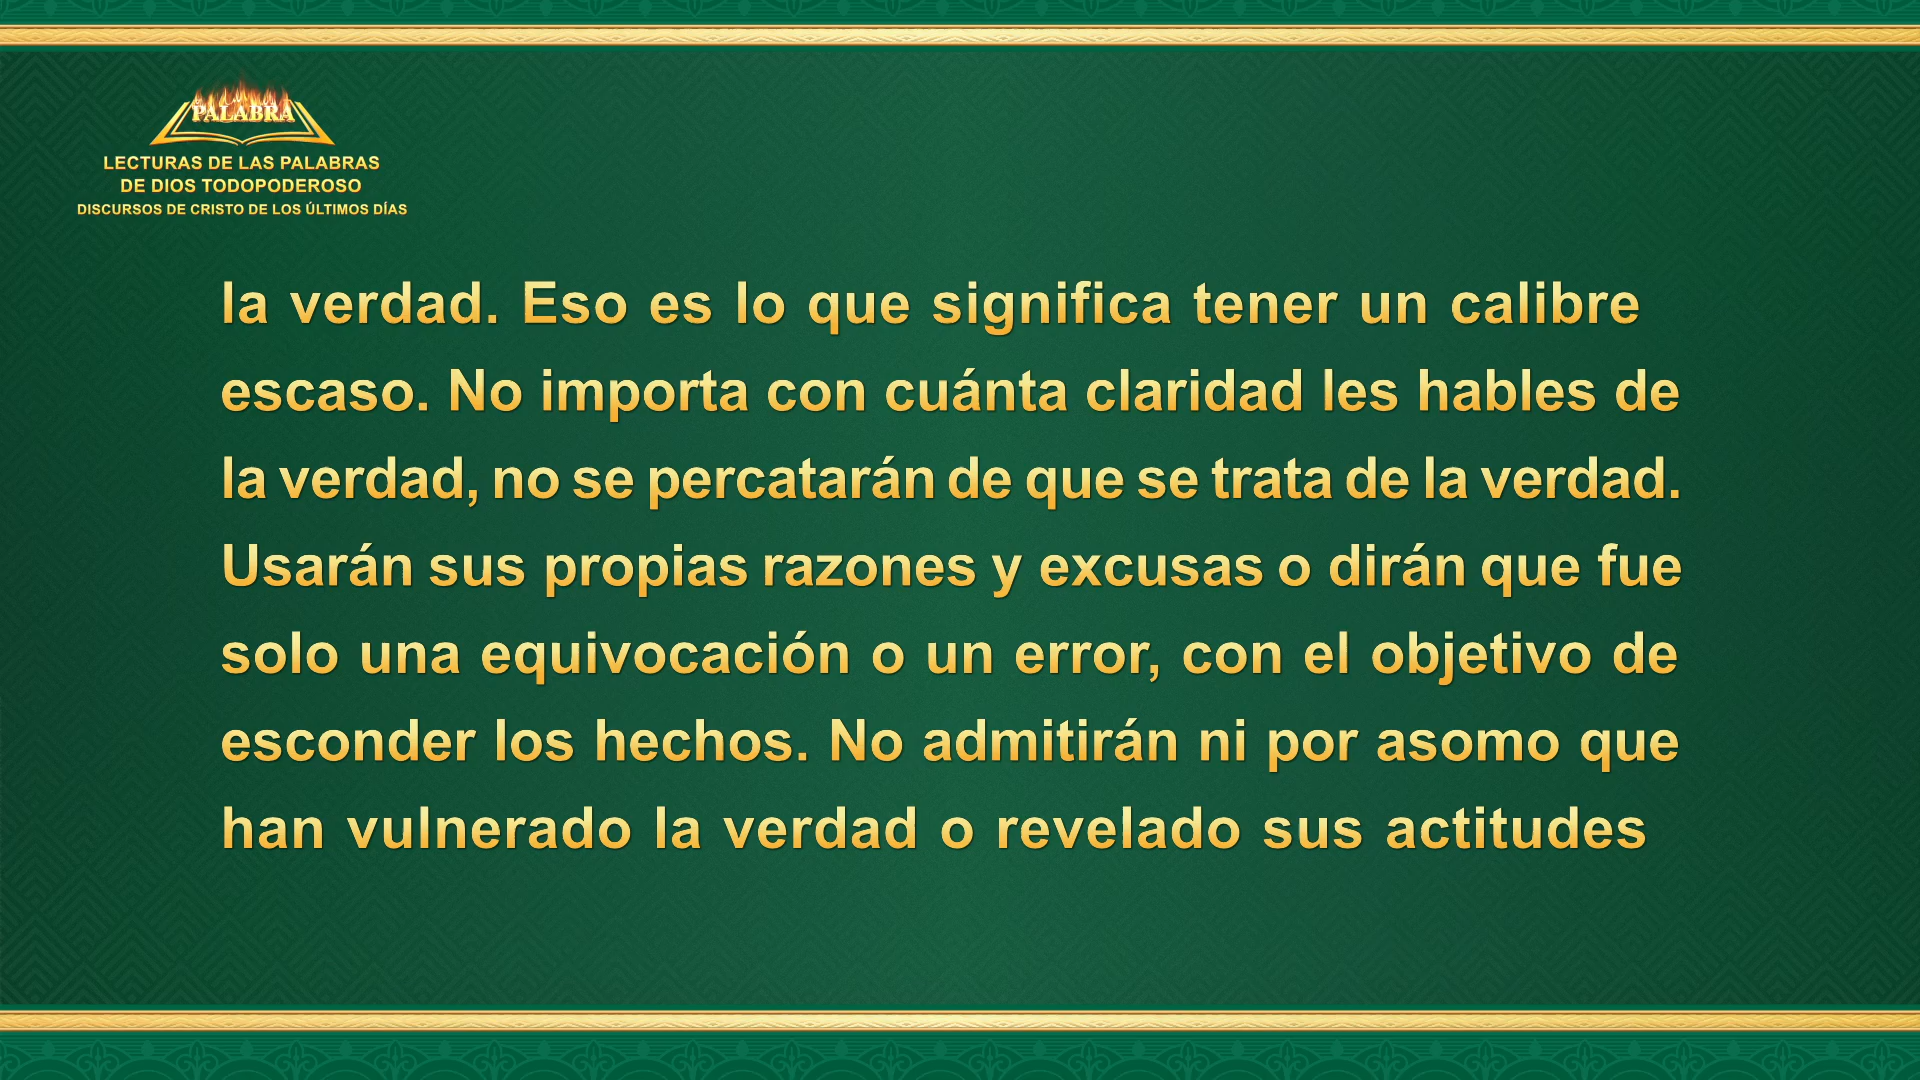 PALABRA
LECTURAS DE LAS PALABRAS
DE DIOS TODOPODEROSO
DISCURSOS DE CRISTO DE LOS ÚLTIMOS DÍAS
la verdad. Eso es lo que significa tener un calibre
escaso. No importa con cuánta claridad les hables de
la verdad, no se percatarán de que se trata de la verdad.
Usarán sus propias razones y excusas o dirán que fue
solo una equivocación o un error, con el objetivo de
esconder los hechos. No admitirán ni por asomo que
han vulnerado la verdad o revelado sus actitudes